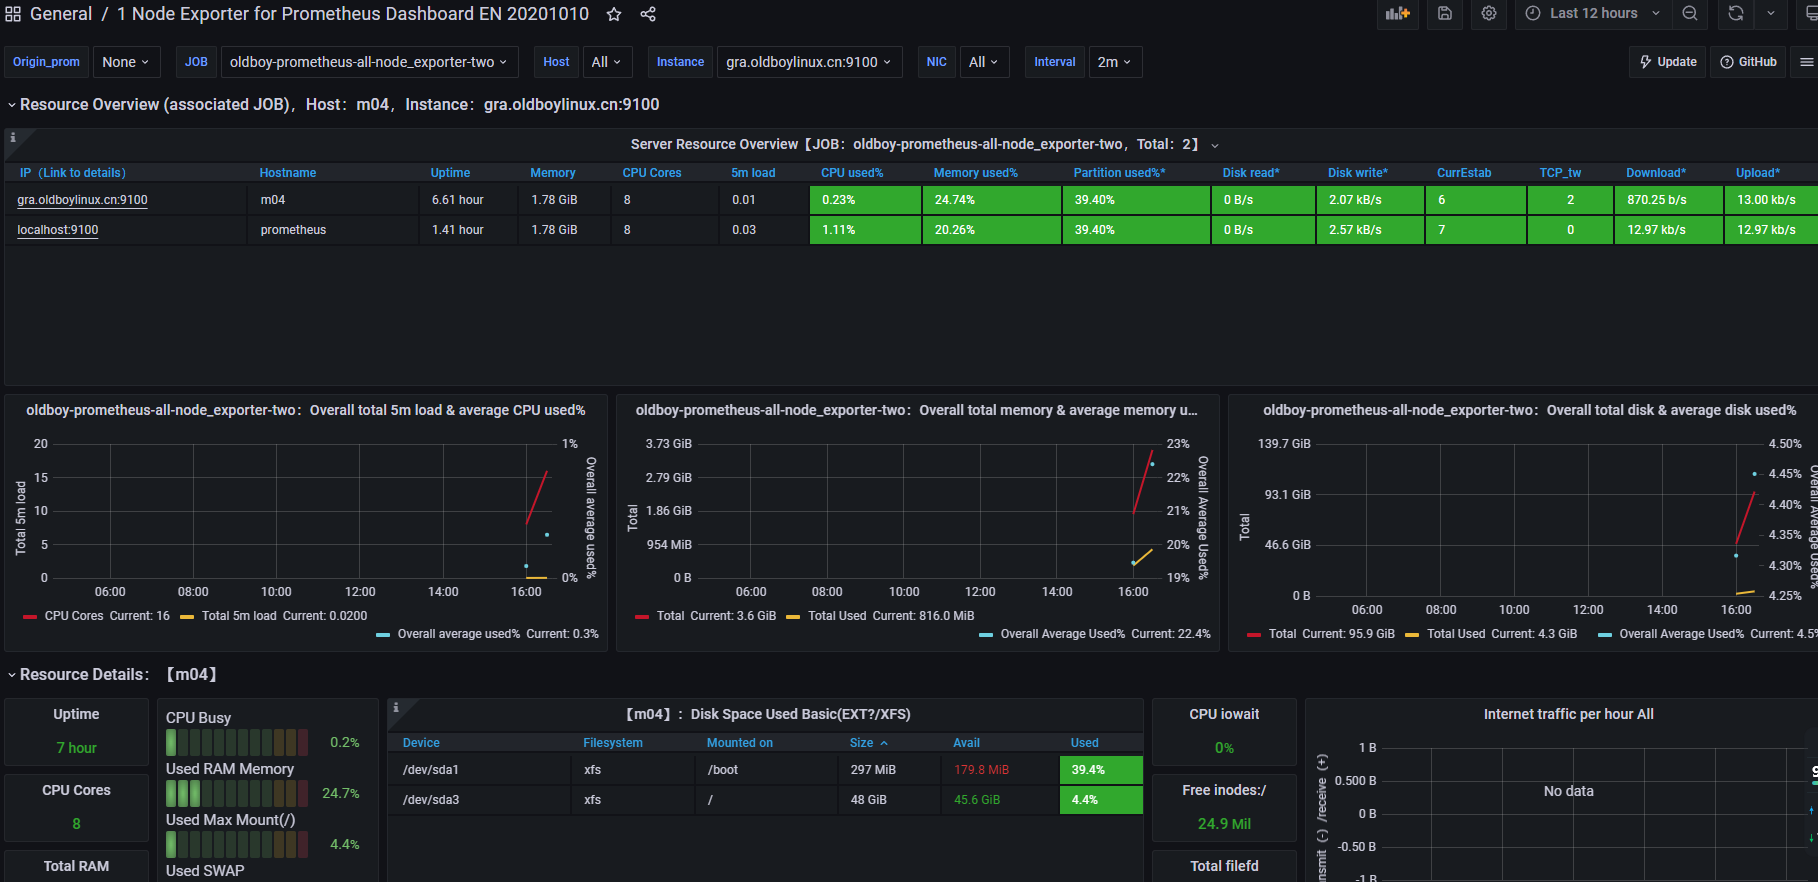 General / 1 Node Exporter for Prometheus Dashboard EN 20201010
Last 12 hours
Origin_prom None JOB oldboy-prometheus-all-node_exporter-two Host All Instance gra.oldboylinux.cn:9100 NIC All Interval 2m Update GitHub
Resource Overview (associated JOB), Host: m04, Instance: gra.oldboylinux.cn:9100
Server Resource Overview【JOB: oldboy-prometheus-all-node_exporter-two, Total: 2】
IP (Link to details) Hostname Uptime Memory CPU Cores 5m load CPU used% Memory used% Partition used%* Disk read* Disk write* CurrEstab TCP_tw Download* Upload*
gra.oldboylinux.cn:9100 m04 6.61 hour 1.78 GiB 8 0.01 0.23% 24.74% 39.40% 0 B/s 2.07 kB/s 6 2 870.25 b/s 13.00 kb/s
localhost:9100 prometheus 1.41 hour 1.78 GiB 8 0.03 1.11% 20.26% 39.40% 0 B/s 2.57 kB/s 7 0 12.97 kb/s 12.97 kb/s
oldboy-prometheus-all-node_exporter-two: Overall total 5m load & average CPU used%
Total 5m load
20
15
10
5
0
1%
0%
Overall average used%
06:00 08:00 10:00 12:00 14:00 16:00
CPU Cores Current: 16 Total 5m load Current: 0.0200
Overall average used% Current: 0.3%
oldboy-prometheus-all-node_exporter-two: Overall total memory & average memory u...
Total
3.73 GiB
2.79 GiB
1.86 GiB
954 MiB
0 B
23%
22%
21%
20%
19%
Overall Average Used%
06:00 08:00 10:00 12:00 14:00 16:00
Total Current: 3.6 GiB Total Used Current: 816.0 MiB
Overall Average Used% Current: 22.4%
oldboy-prometheus-all-node_exporter-two: Overall total disk & average disk used%
Total
139.7 GiB
93.1 GiB
46.6 GiB
0 B
4.50%
4.45%
4.40%
4.35%
4.30%
4.25%
Overall Average Used%
06:00 08:00 10:00 12:00 14:00 16:00
Total Current: 95.9 GiB Total Used Current: 4.3 GiB Overall Average Used% Current: 4.5%
Resource Details: 【m04】
Uptime
7 hour
CPU Cores
8
Total RAM
CPU Busy
0.2%
Used RAM Memory
24.7%
Used Max Mount(/)
4.4%
Used SWAP
【m04】: Disk Space Used Basic(EXT?/XFS)
Device Filesystem Mounted on Size Avail Used
/dev/sda1 xfs /boot 297 MiB 179.8 MiB 39.4%
/dev/sda3 xfs / 48 GiB 45.6 GiB 4.4%
CPU iowait
0%
Free inodes:/
24.9 Mil
Total filefd
Internet traffic per hour All
nsmit (-) /receive (+)
1 B
0.500 B
0 B
-0.50 B
-1 B
No data